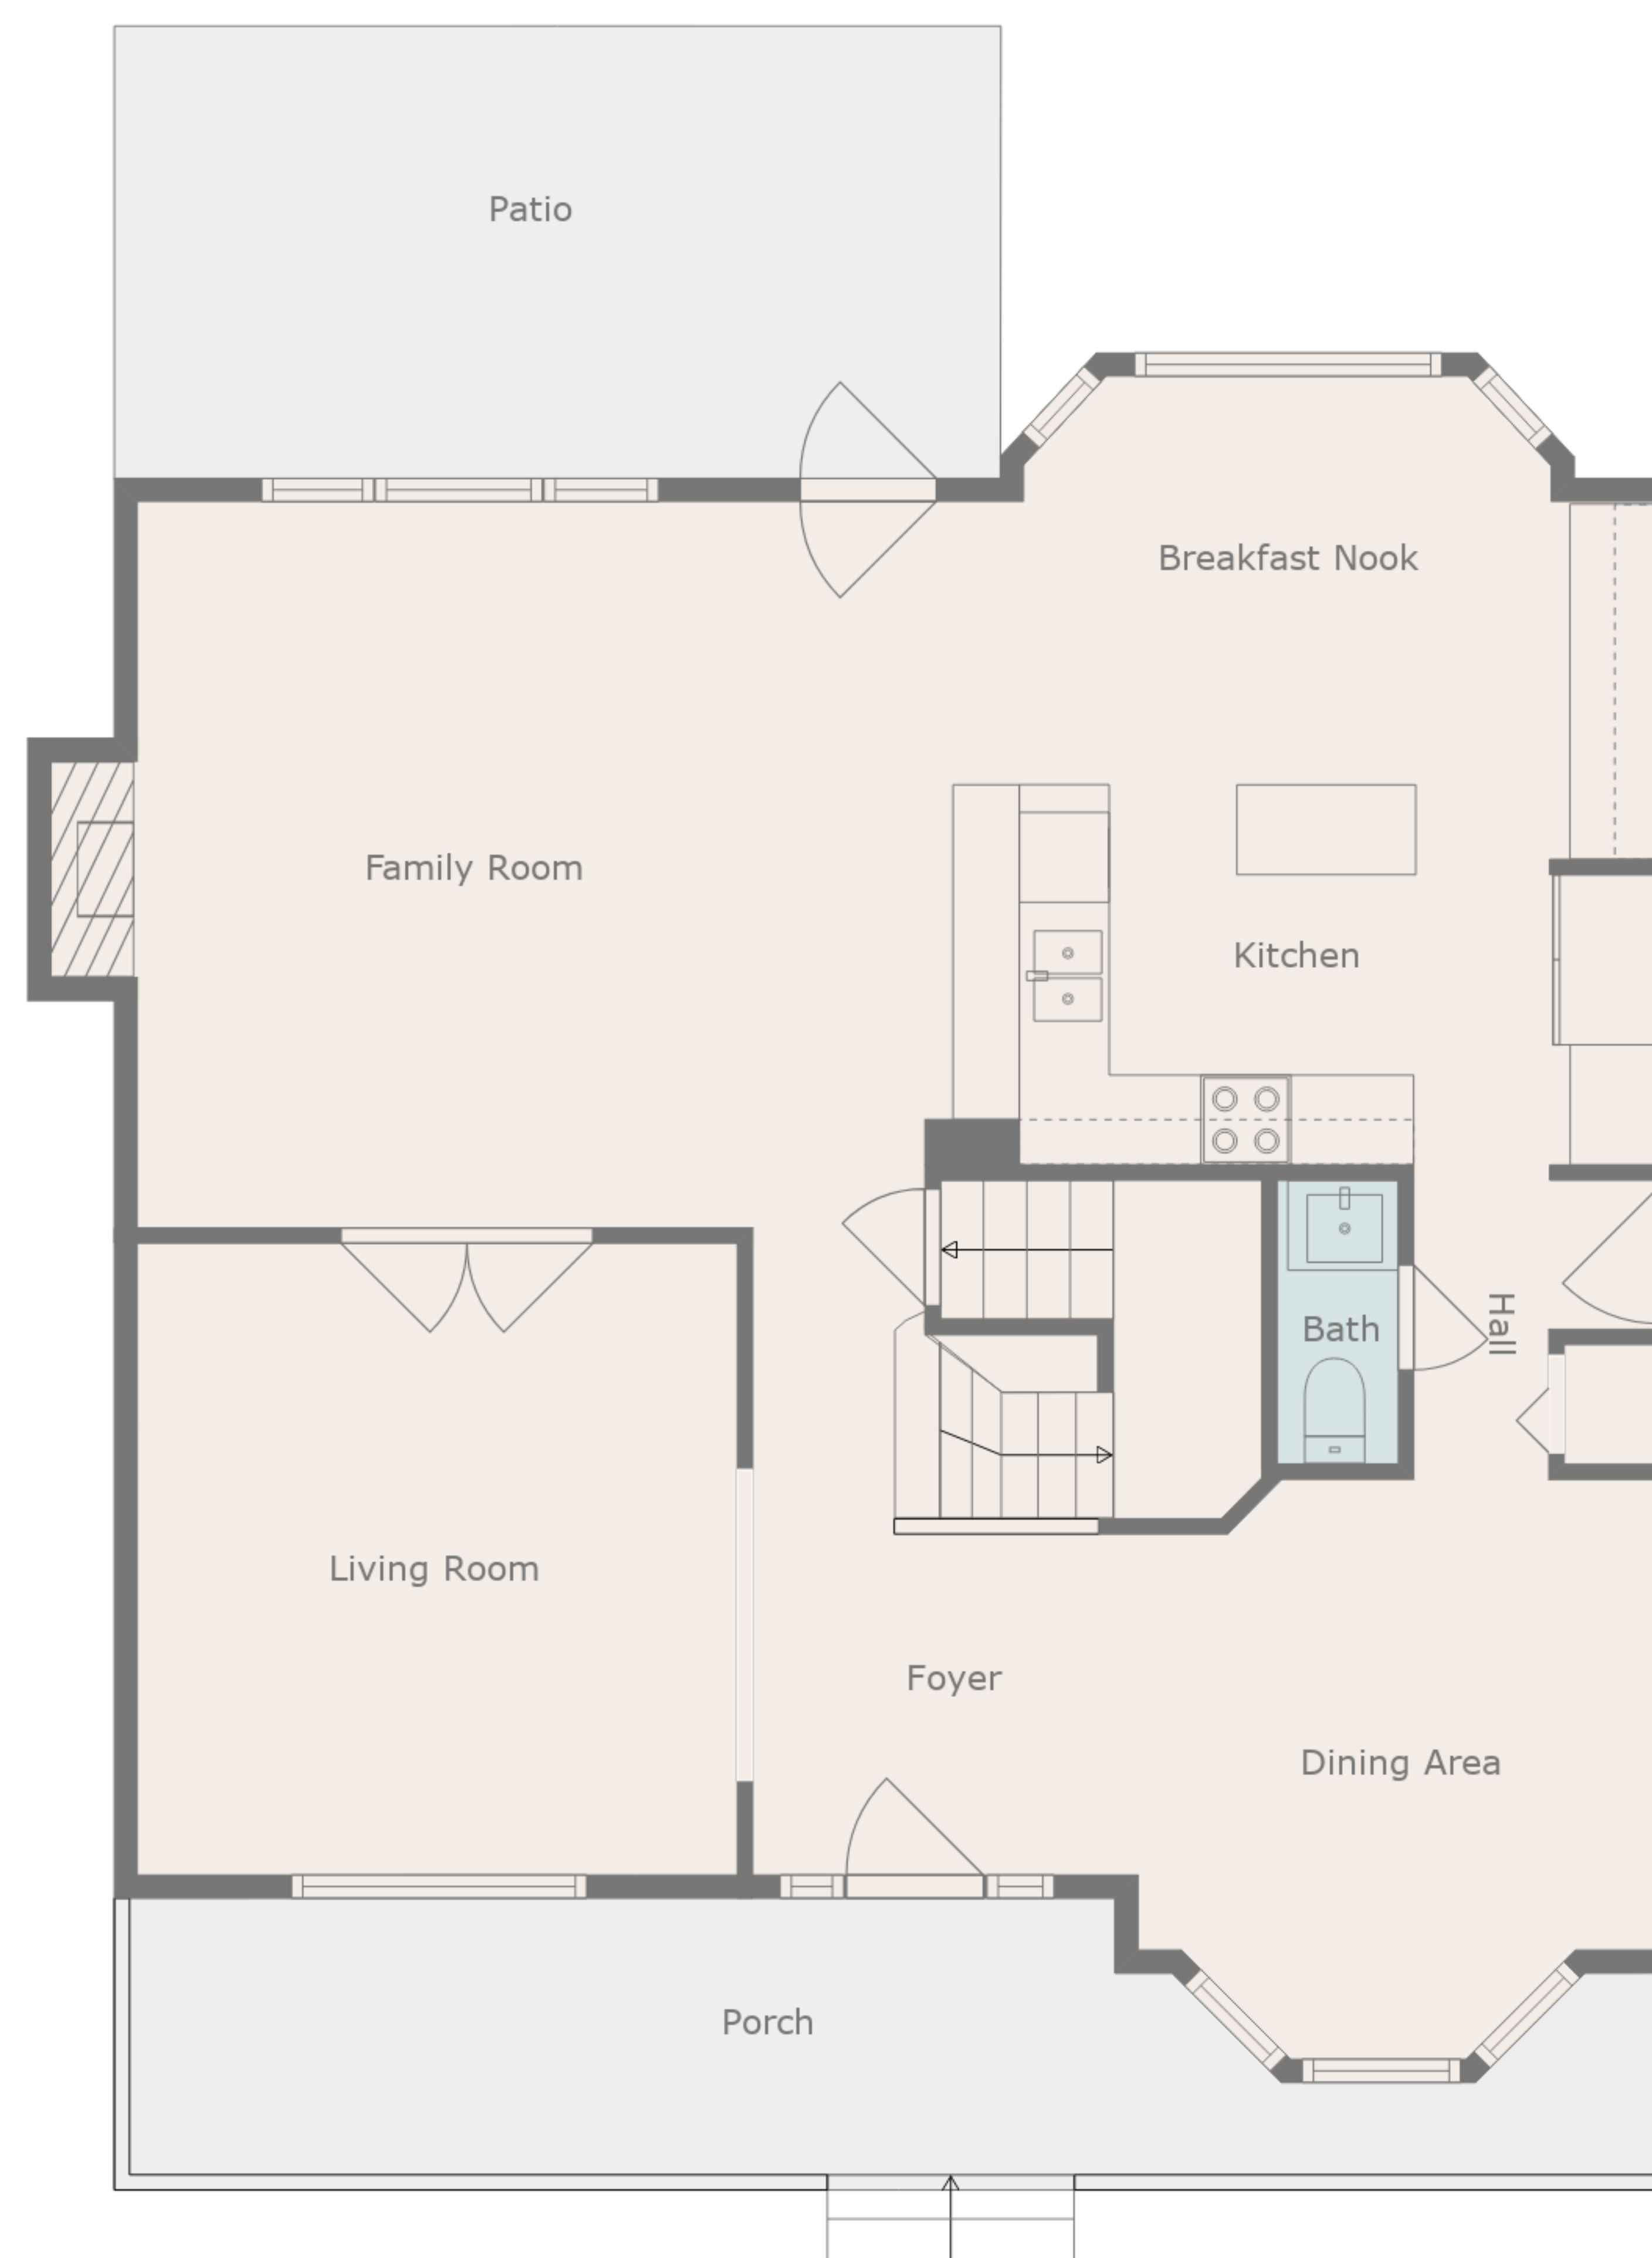 Patio
Breakfast Nook
Family Room
Kitchen
Hall
Bath
Living Room
Foyer
Dining Area
Porch